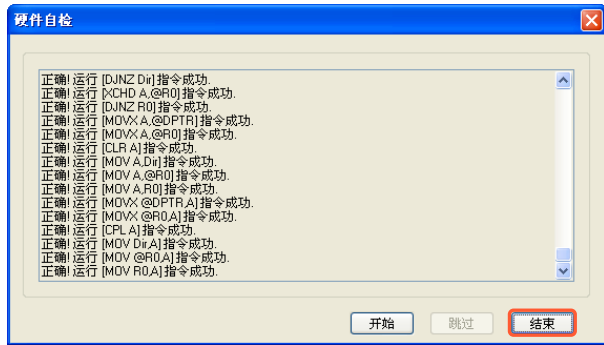 硬件自检
正确! 运行 [DJNZ Dir]指令成功.
正确! 运行 [XCHD A,@R0]指令成功.
正确! 运行 [DJNZ R0]指令成功.
正确! 运行 [MOVX A,@DPTR]指令成功.
正确! 运行 [MOVX A,@R0]指令成功.
正确! 运行 [CLR A]指令成功.
正确! 运行 [MOV A,Dir]指令成功.
正确! 运行 [MOV A,@R0]指令成功.
正确! 运行 [MOV A,R0]指令成功.
正确! 运行 [MOVX @DPTR,A]指令成功.
正确! 运行 [MOVX @R0,A]指令成功.
正确! 运行 [CPL A]指令成功.
正确! 运行 [MOV Dir,A]指令成功.
正确! 运行 [MOV @R0,A]指令成功.
正确! 运行 [MOV R0,A]指令成功.
开始 跳过 结束